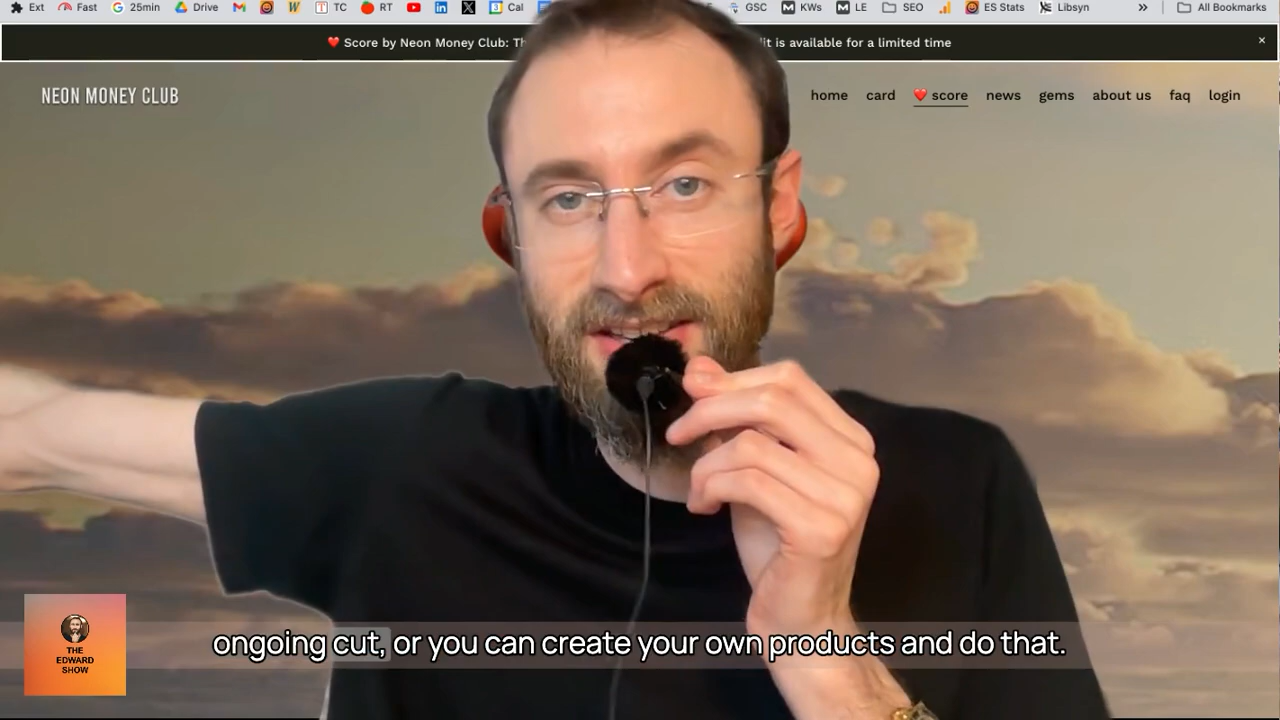 Ext Fast 25min Drive TC RT Cal GSC KWs LE SEO ES Stats Libsyn » All Bookmarks
❤️ Score by Neon Money Club: Th it is available for a limited time ×
NEON MONEY CLUB home card ❤️ score news gems about us faq login
ongoing cut, or you can create your own products and do that.
THE
EDWARD
SHOW